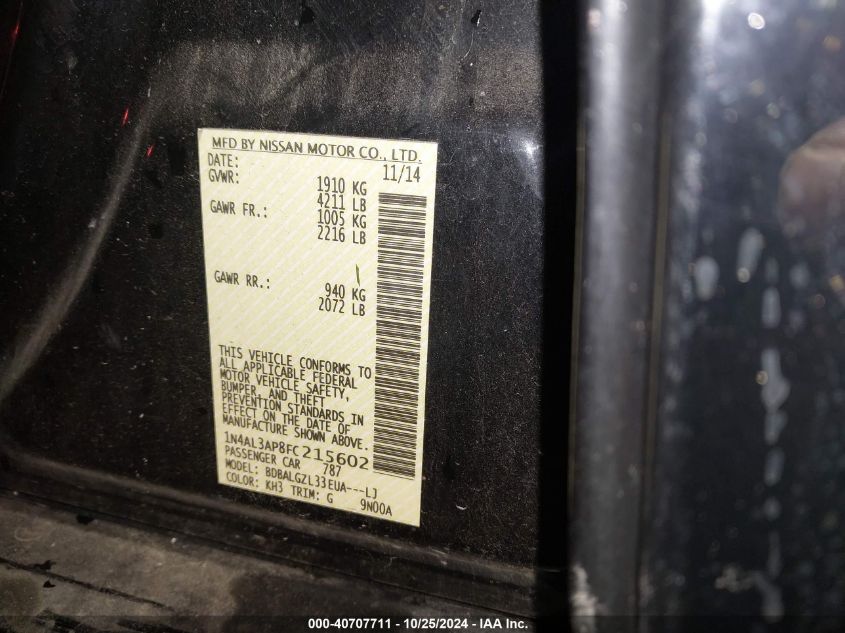 MFD BY NISSAN MOTOR CO., LTD.
DATE: 11/14
GVWR: 1910 KG
4211 LB
GAWR FR.: 1005 KG
2216 LB
GAWR RR.: 940 KG
2072 LB
THIS VEHICLE CONFORMS TO
ALL APPLICABLE FEDERAL
MOTOR VEHICLE SAFETY,
BUMPER, AND THEFT
PREVENTION STANDARDS IN
EFFECT ON THE DATE OF
MANUFACTURE SHOWN ABOVE.
1N4AL3AP8FC215602
PASSENGER CAR 787
MODEL: BDBALGZL33EUA---LJ
COLOR: KH3 TRIM: G 9N00A
000-40707711 - 10/25/2024 - IAA Inc.